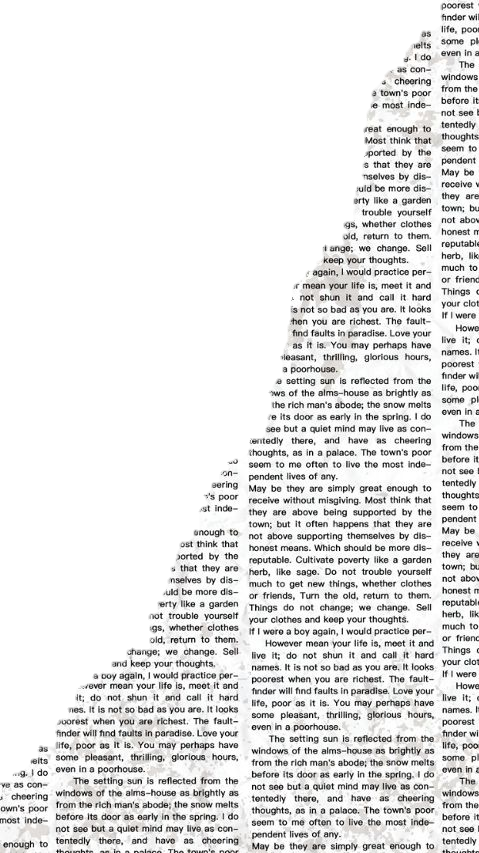 as
elts
g. I do
ve as con–
cheering
own's poor
most inde–
enough to
do
on–
eering
's poor
st inde–
enough to
ost think that
ported by the
s that they are
nselves by dis–
uld be more dis–
erty like a garden
not trouble yourself
ngs, whether clothes
old, return to them.
change; we change. Sell
and keep your thoughts.
a boy again, I would practice per–
ever mean your life is, meet it and
it; do not shun it and call it hard
mes. It is not so bad as you are. It looks
poorest when you are richest. The fault–
finder will find faults in paradise. Love your
life, poor as it is. You may perhaps have
some pleasant, thrilling, glorious hours,
even in a poorhouse.
The setting sun is reflected from the
windows of the alms–house as brightly as
from the rich man's abode; the snow melts
before its door as early in the spring. I do
not see but a quiet mind may live as con–
tentedly there, and have as cheering
thoughts, as in a palace. The town's poor
as
elts
g. I do
as con–
cheering
e town's poor
e most inde–
reat enough to
Most think that
ported by the
s that they are
nselves by dis–
uld be more dis–
erty like a garden
trouble yourself
gs, whether clothes
old, return to them.
ange; we change. Sell
keep your thoughts.
again, I would practice per–
r mean your life is, meet it and
not shun it and call it hard
is not so bad as you are. It looks
hen you are richest. The fault–
find faults in paradise. Love your
as it is. You may perhaps have
leasant, thrilling, glorious hours,
a poorhouse.
e setting sun is reflected from the
ws of the alms–house as brightly as
the rich man's abode; the snow melts
re its door as early in the spring. I do
see but a quiet mind may live as con–
tentedly there, and have as cheering
thoughts, as in a palace. The town's poor
seem to me often to live the most inde–
pendent lives of any.
May be they are simply great enough to
receive without misgiving. Most think that
they are above being supported by the
town; but it often happens that they are
not above supporting themselves by dis–
honest means. Which should be more dis–
reputable. Cultivate poverty like a garden
herb, like sage. Do not trouble yourself
much to get new things, whether clothes
or friends, Turn the old, return to them.
Things do not change; we change. Sell
your clothes and keep your thoughts.
If I were a boy again, I would practice per–
However mean your life is, meet it and
live it; do not shun it and call it hard
names. It is not so bad as you are. It looks
poorest when you are richest. The fault–
finder will find faults in paradise. Love your
life, poor as it is. You may perhaps have
some pleasant, thrilling, glorious hours,
even in a poorhouse.
The setting sun is reflected from the
windows of the alms–house as brightly as
from the rich man's abode; the snow melts
before its door as early in the spring. I do
not see but a quiet mind may live as con–
tentedly there, and have as cheering
thoughts, as in a palace. The town's poor
seem to me often to live the most inde–
pendent lives of any.
May be they are simply great enough to
poorest
finder wil
life, poor
some pl
even in a
The
windows
from the
before it
not see b
tentedly
thoughts
seem to
pendent
May be
receive w
they are
town; bu
not abov
honest m
reputable
herb, lik
much to
or friend
Things d
your clot
If I were
Howe
live it; d
names. I
poorest
finder wil
life, poor
some pl
even in a
The
windows
from the
before it
not see b
tentedly
thoughts
seem to
pendent
May be
receive w
they are
town; bu
not abov
honest m
reputabl
herb, lik
much to
or friend
Things d
your clot
If I were
Howe
live it; d
names. I
poorest
finder wil
life, poor
some pl
even in a
The
windows
from the
before it
not see b